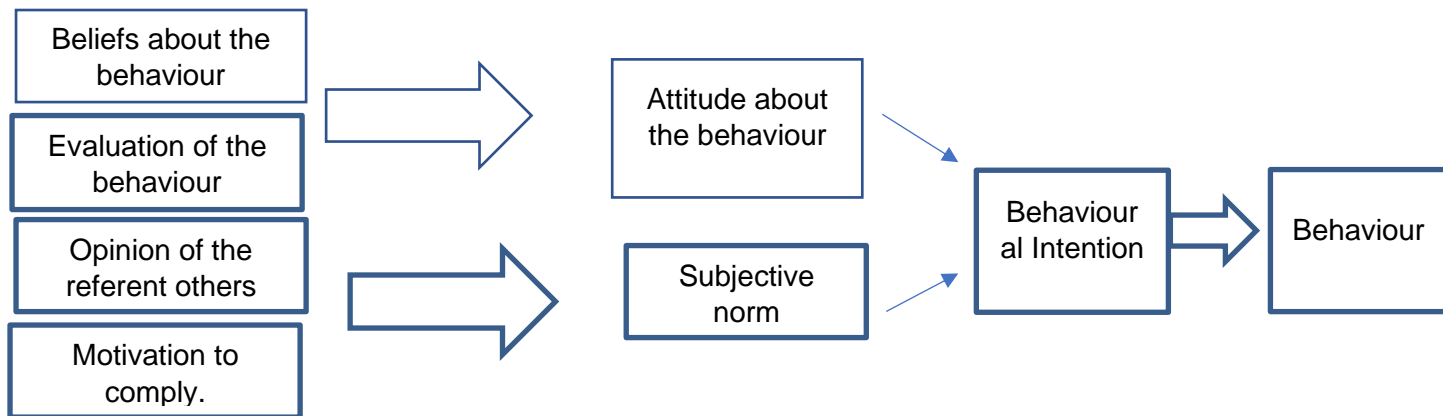 Beliefs about the
behaviour
Evaluation of the
behaviour
Opinion of the
referent others
Motivation to
comply.
Attitude about
the behaviour
Subjective
norm
Behaviour
al Intention
Behaviour